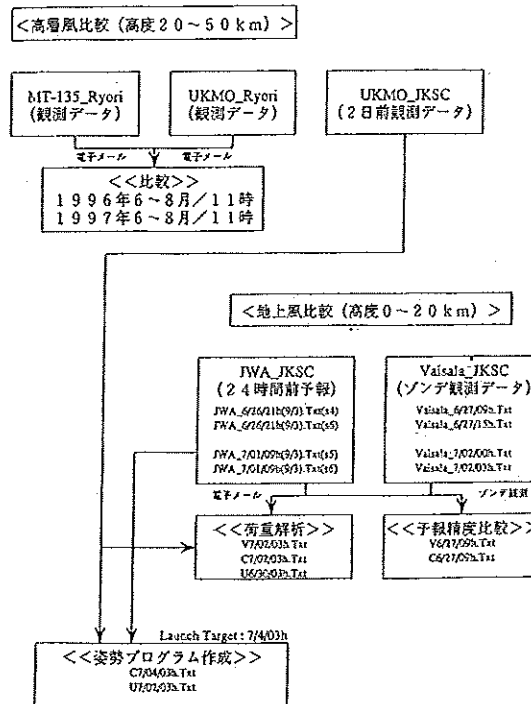 ＜高層風比較（高度２０～５０ｋｍ）＞
MT-135_Ryori
（観測データ）
UKMO_Ryori
（観測データ）
UKMO_JKSC
（２日前観測データ）
電子メール
電子メール
＜＜比較＞＞
１９９６年６～８月／１１時
１９９７年６～８月／１１時
＜地上風比較（高度０～２０ｋｍ）＞
JWA_JKSC
（２４時間前予報）
JWA_6/26/21h(9/3).Txt(s4)
JWA_6/26/21h(9/3).Txt(s5)
JWA_7/01/09h(9/3).Txt(s5)
JWA_7/01/09h(9/3).Txt(s6)
Vaisala_JKSC
（ゾンデ観測データ）
Vaisala_6/27/09h.Txt
Vaisala_6/27/15h.Txt
Vaisala_7/02/00h.Txt
Vaisala_7/02/03h.Txt
電子メール
ゾンデ観測
＜＜荷重解析＞＞
V7/02/03h.Txt
C7/02/03h.Txt
U6/30/03h.Txt
＜＜予報精度比較＞＞
V6/27/09h.Txt
C6/27/09h.Txt
Launch Target : 7/4/03h
＜＜姿勢プログラム作成＞＞
C7/04/03h.Txt
U7/02/03h.Txt